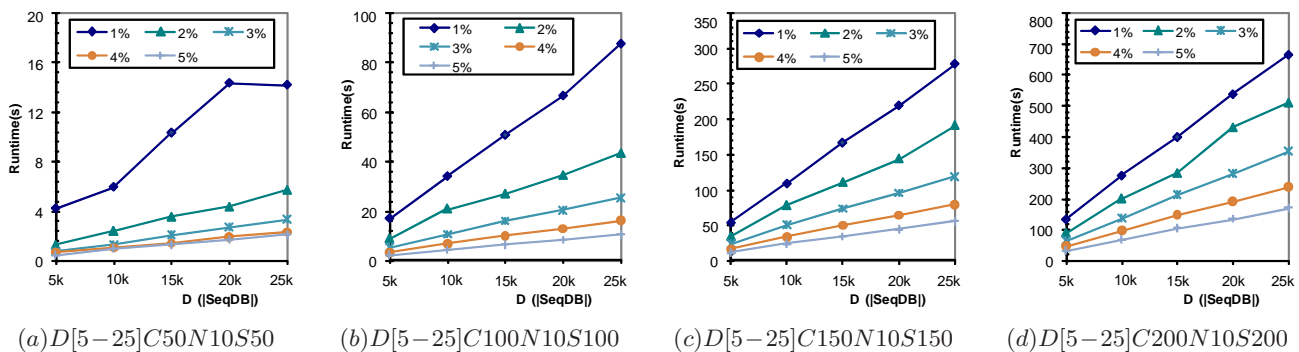 20
16
12
8
4
0
Runtime(s)
1% 2% 3%
4% 5%
5k 10k 15k 20k 25k
D (|SeqDB|)
(a)D[5−25]C50N10S50
100
80
60
40
20
0
Runtime(s)
1% 2%
3% 4%
5%
5k 10k 15k 20k 25k
D (|SeqDB|)
(b)D[5−25]C100N10S100
350
300
250
200
150
100
50
0
Runtime(s)
1% 2% 3%
4% 5%
5k 10k 15k 20k 25k
D (|SeqDB|)
(c)D[5−25]C150N10S150
800
700
600
500
400
300
200
100
0
Runtime(s)
1% 2% 3%
4% 5%
5k 10k 15k 20k 25k
D (|SeqDB|)
(d)D[5−25]C200N10S200